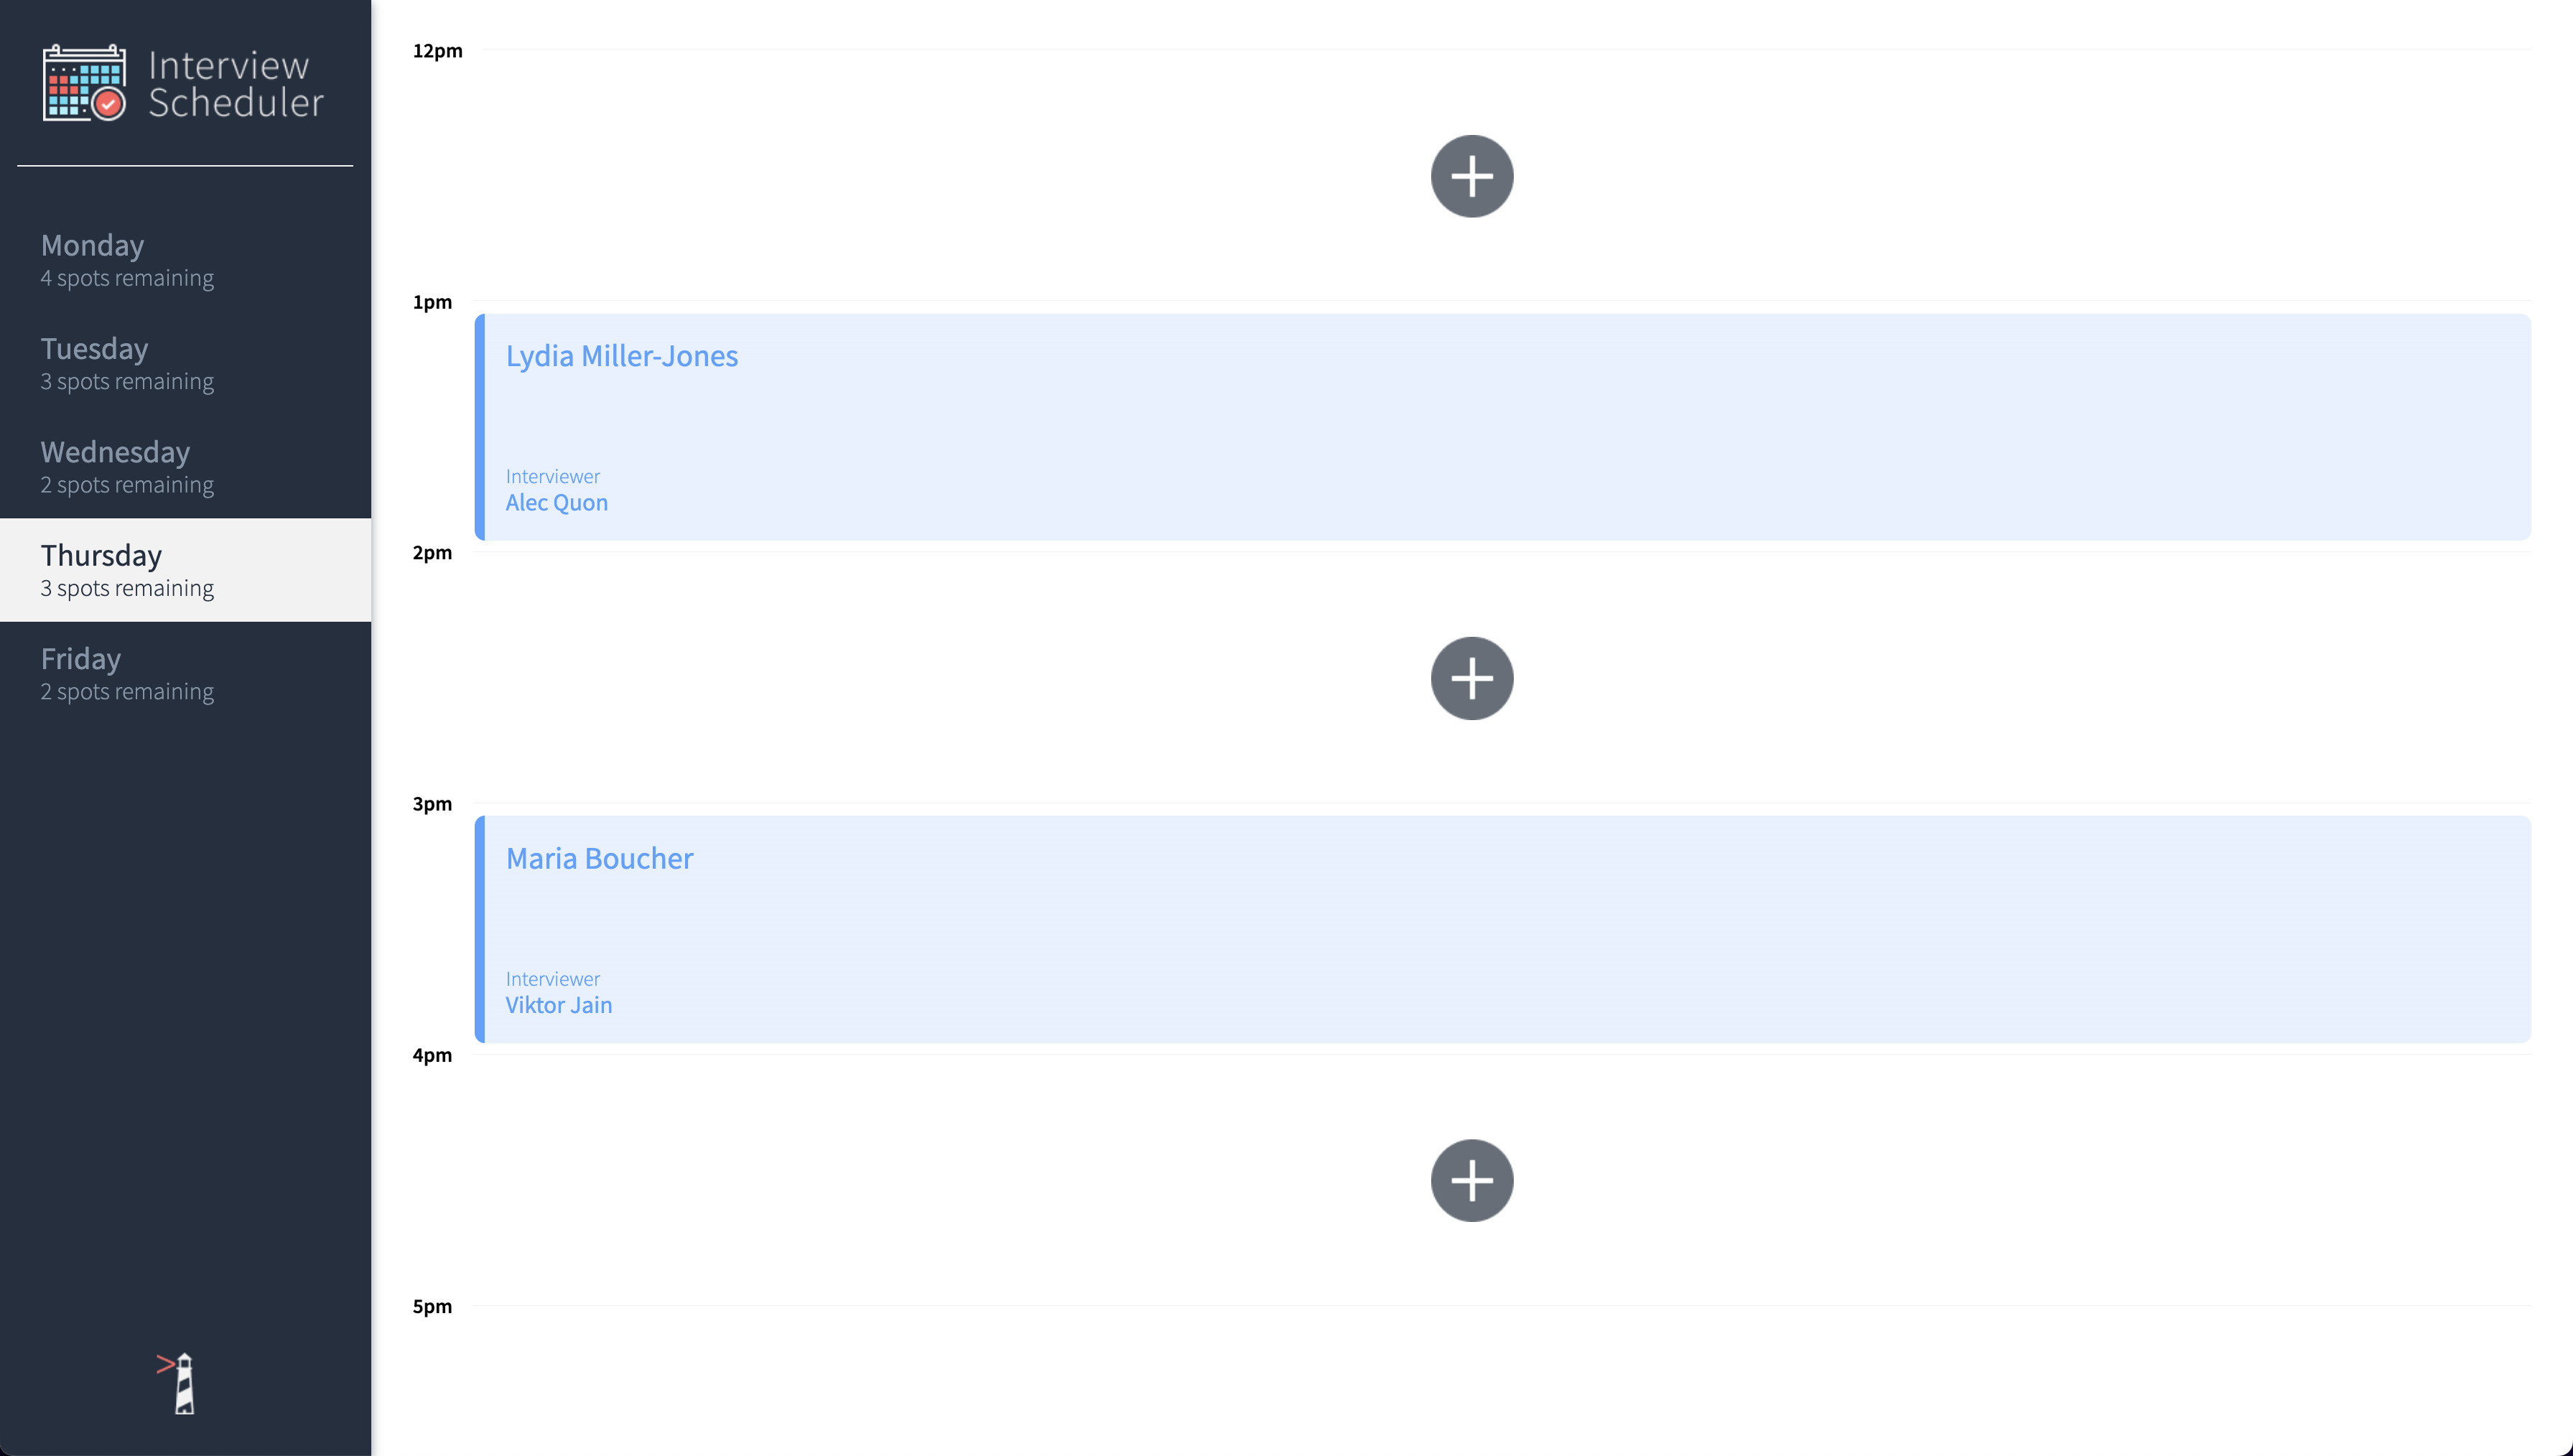 Interview
Scheduler
Monday
4 spots remaining
Tuesday
3 spots remaining
Wednesday
2 spots remaining
Thursday
3 spots remaining
Friday
2 spots remaining
12pm
1pm
Lydia Miller-Jones
Interviewer
Alec Quon
2pm
3pm
Maria Boucher
Interviewer
Viktor Jain
4pm
5pm